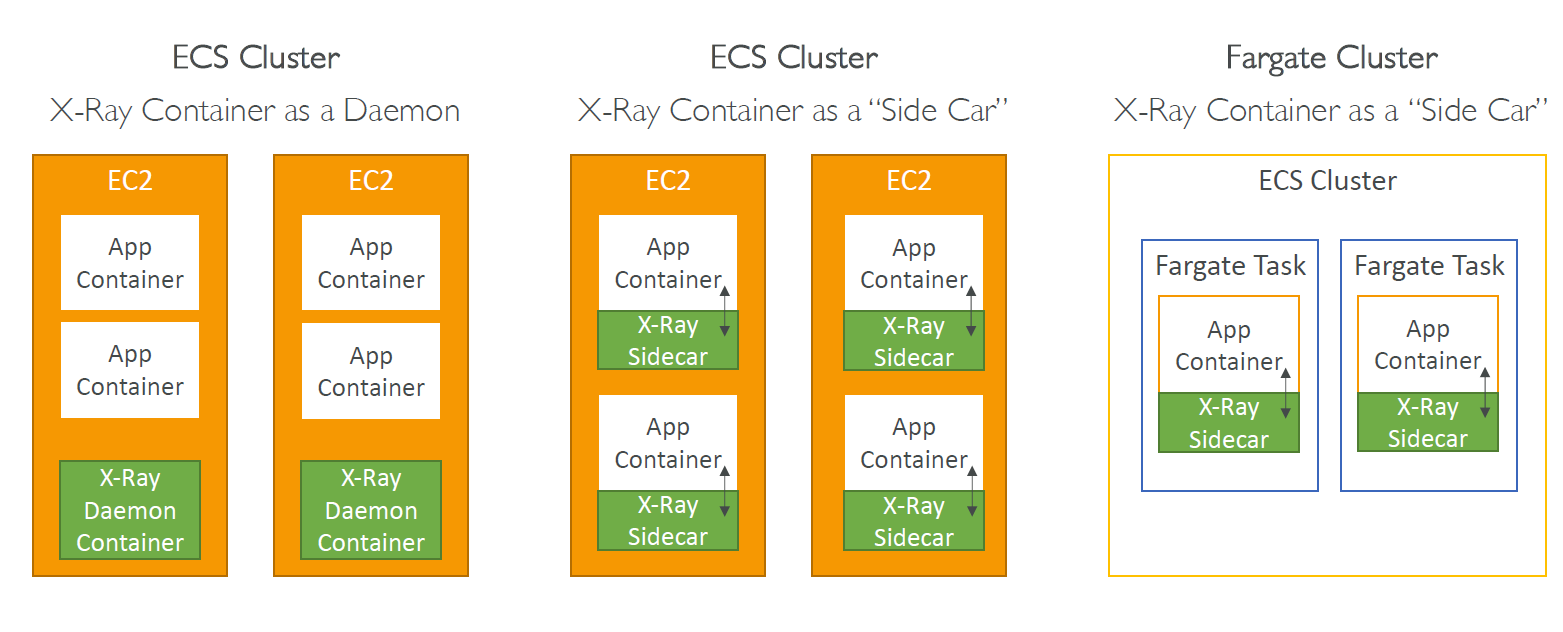 ECS Cluster
X-Ray Container as a Daemon
EC2
App
Container
App
Container
X-Ray
Daemon
Container
EC2
App
Container
App
Container
X-Ray
Daemon
Container
ECS Cluster
X-Ray Container as a “Side Car”
EC2
App
Container
X-Ray
Sidecar
App
Container
X-Ray
Sidecar
EC2
App
Container
X-Ray
Sidecar
App
Container
X-Ray
Sidecar
Fargate Cluster
X-Ray Container as a “Side Car”
ECS Cluster
Fargate Task
App
Container
X-Ray
Sidecar
Fargate Task
App
Container
X-Ray
Sidecar